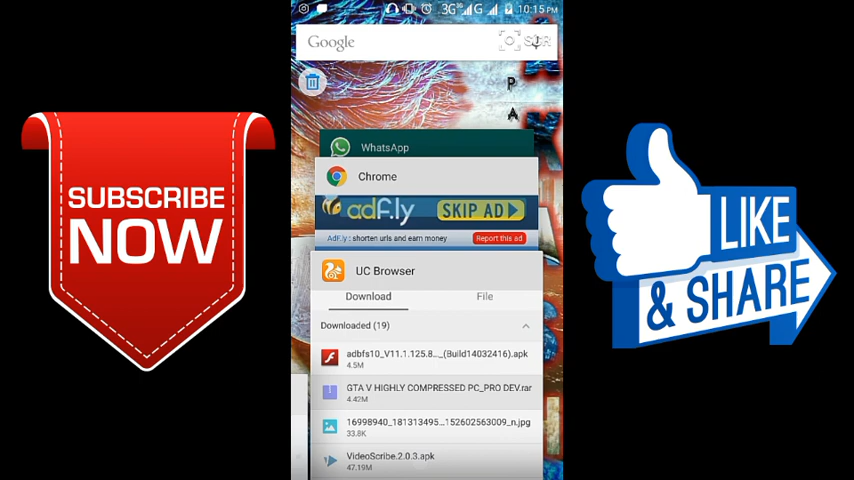 3G G 10:15 PM
Google
P
A
WhatsApp
Chrome
adf.ly SKIP AD
AdF.ly : shorten urls and earn money Report this ad
UC Browser
Download File
Downloaded (19)
adbfs10_V11.1.125.8..._(Build14032416).apk
4.5M
GTA V HIGHLY COMPRESSED PC_PRO DEV.rar
4.42M
16998940_181313495...152602563009_n.jpg
33.8K
VideoScribe.2.0.3.apk
47.19M
SUBSCRIBE
NOW
LIKE
& SHARE